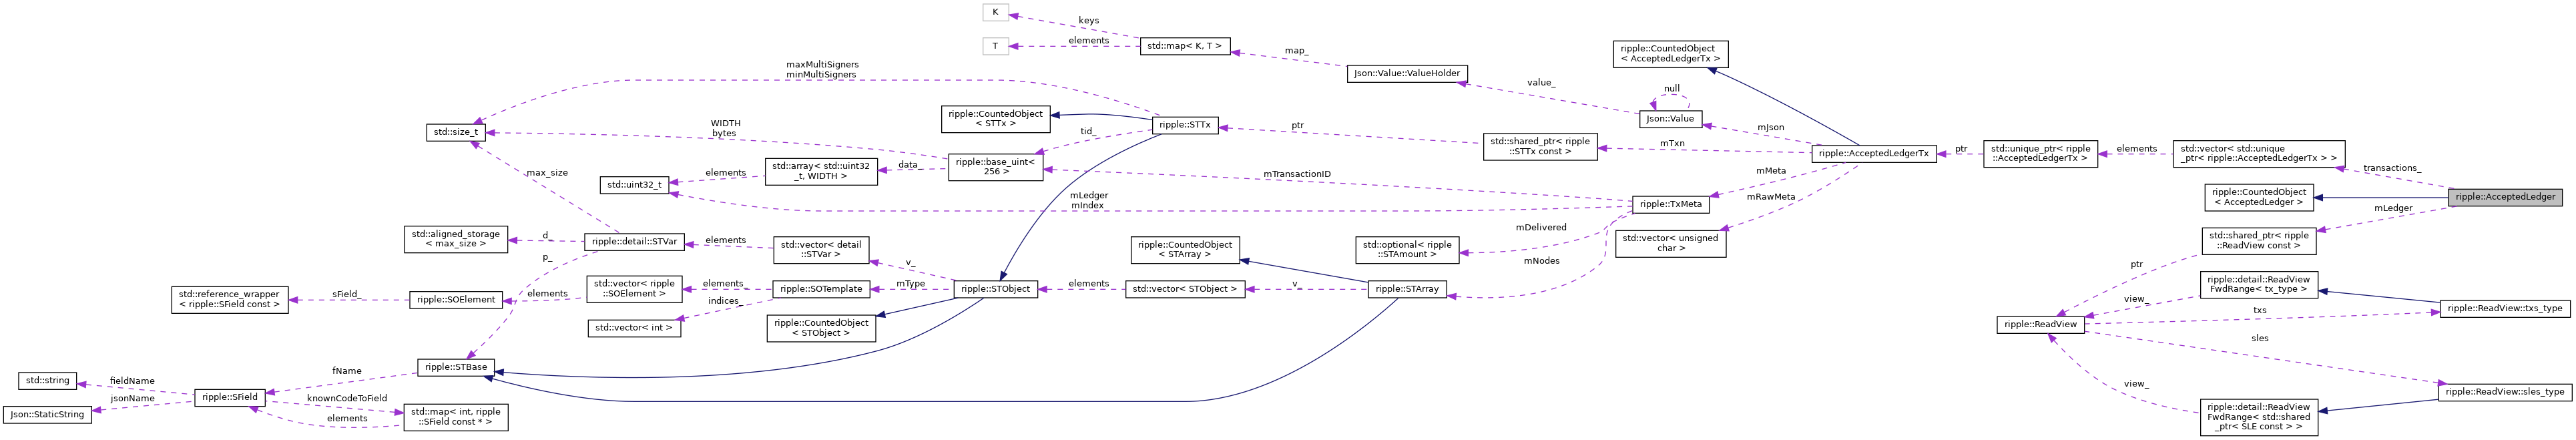 K
keys
T
elements
std::map< K, T >
map_
ripple::CountedObject
< AcceptedLedgerTx >
maxMultiSigners
minMultiSigners
Json::Value::ValueHolder
value_
null
Json::Value
mJson
ripple::CountedObject
< STTx >
ripple::STTx
ptr
std::shared_ptr< ripple
::STTx const >
mTxn
ripple::AcceptedLedgerTx
ptr
std::unique_ptr< ripple
::AcceptedLedgerTx >
elements
std::vector< std::unique
_ptr< ripple::AcceptedLedgerTx > >
transactions_
std::size_t
WIDTH
bytes
tid_
ripple::base_uint<
256 >
data_
std::array< std::uint32
_t, WIDTH >
elements
std::uint32_t
max_size
mTransactionID
mLedger
mIndex
mMeta
mRawMeta
ripple::TxMeta
ripple::CountedObject
< AcceptedLedger >
ripple::AcceptedLedger
mLedger
std::aligned_storage
< max_size >
d_
ripple::detail::STVar
elements
std::vector< detail
::STVar >
v_
p_
ripple::CountedObject
< STArray >
std::optional< ripple
::STAmount >
mDelivered
mNodes
std::vector< unsigned
char >
std::shared_ptr< ripple
::ReadView const >
ptr
std::reference_wrapper
< ripple::SField const >
sField_
ripple::SOElement
elements
std::vector< ripple
::SOElement >
elements_
ripple::SOTemplate
mType
ripple::STObject
elements
std::vector< STObject >
v_
ripple::STArray
indices_
std::vector< int >
ripple::CountedObject
< STObject >
ripple::detail::ReadView
FwdRange< tx_type >
view_
ripple::ReadView::txs_type
txs
ripple::ReadView
sles
ripple::STBase
fName
std::string
fieldName
Json::StaticString
jsonName
ripple::SField
knownCodeToField
elements
std::map< int, ripple
::SField const * >
view_
ripple::ReadView::sles_type
ripple::detail::ReadView
FwdRange< std::shared
_ptr< SLE const > >